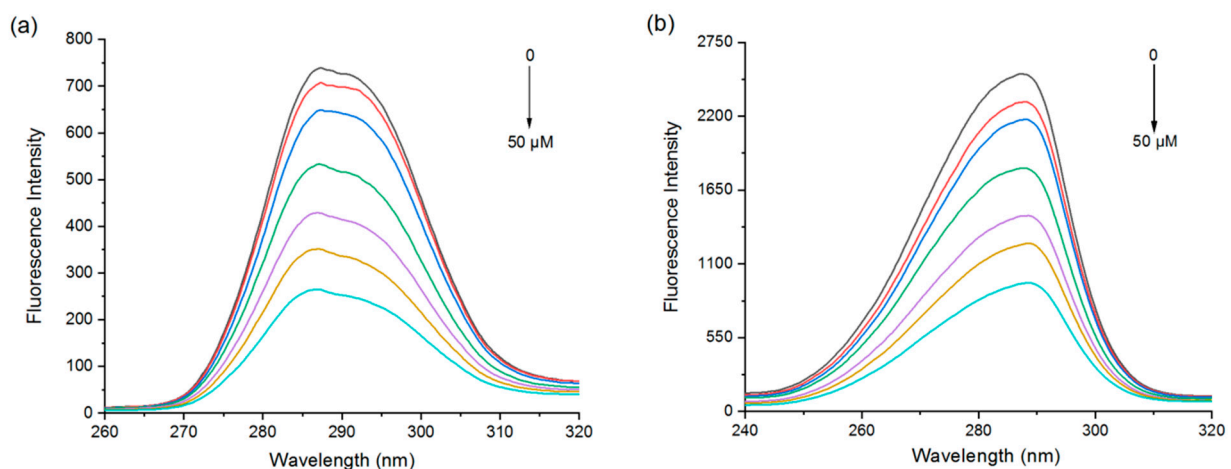 (a)
800
700
600
500
400
300
200
100
0
260 270 280 290 300 310 320
Wavelength (nm)
Fluorescence Intensity
0
50 μM
(b)
2750
2200
1650
1100
550
0
240 260 280 300 320
Wavelength (nm)
Fluorescence Intensity
0
50 μM